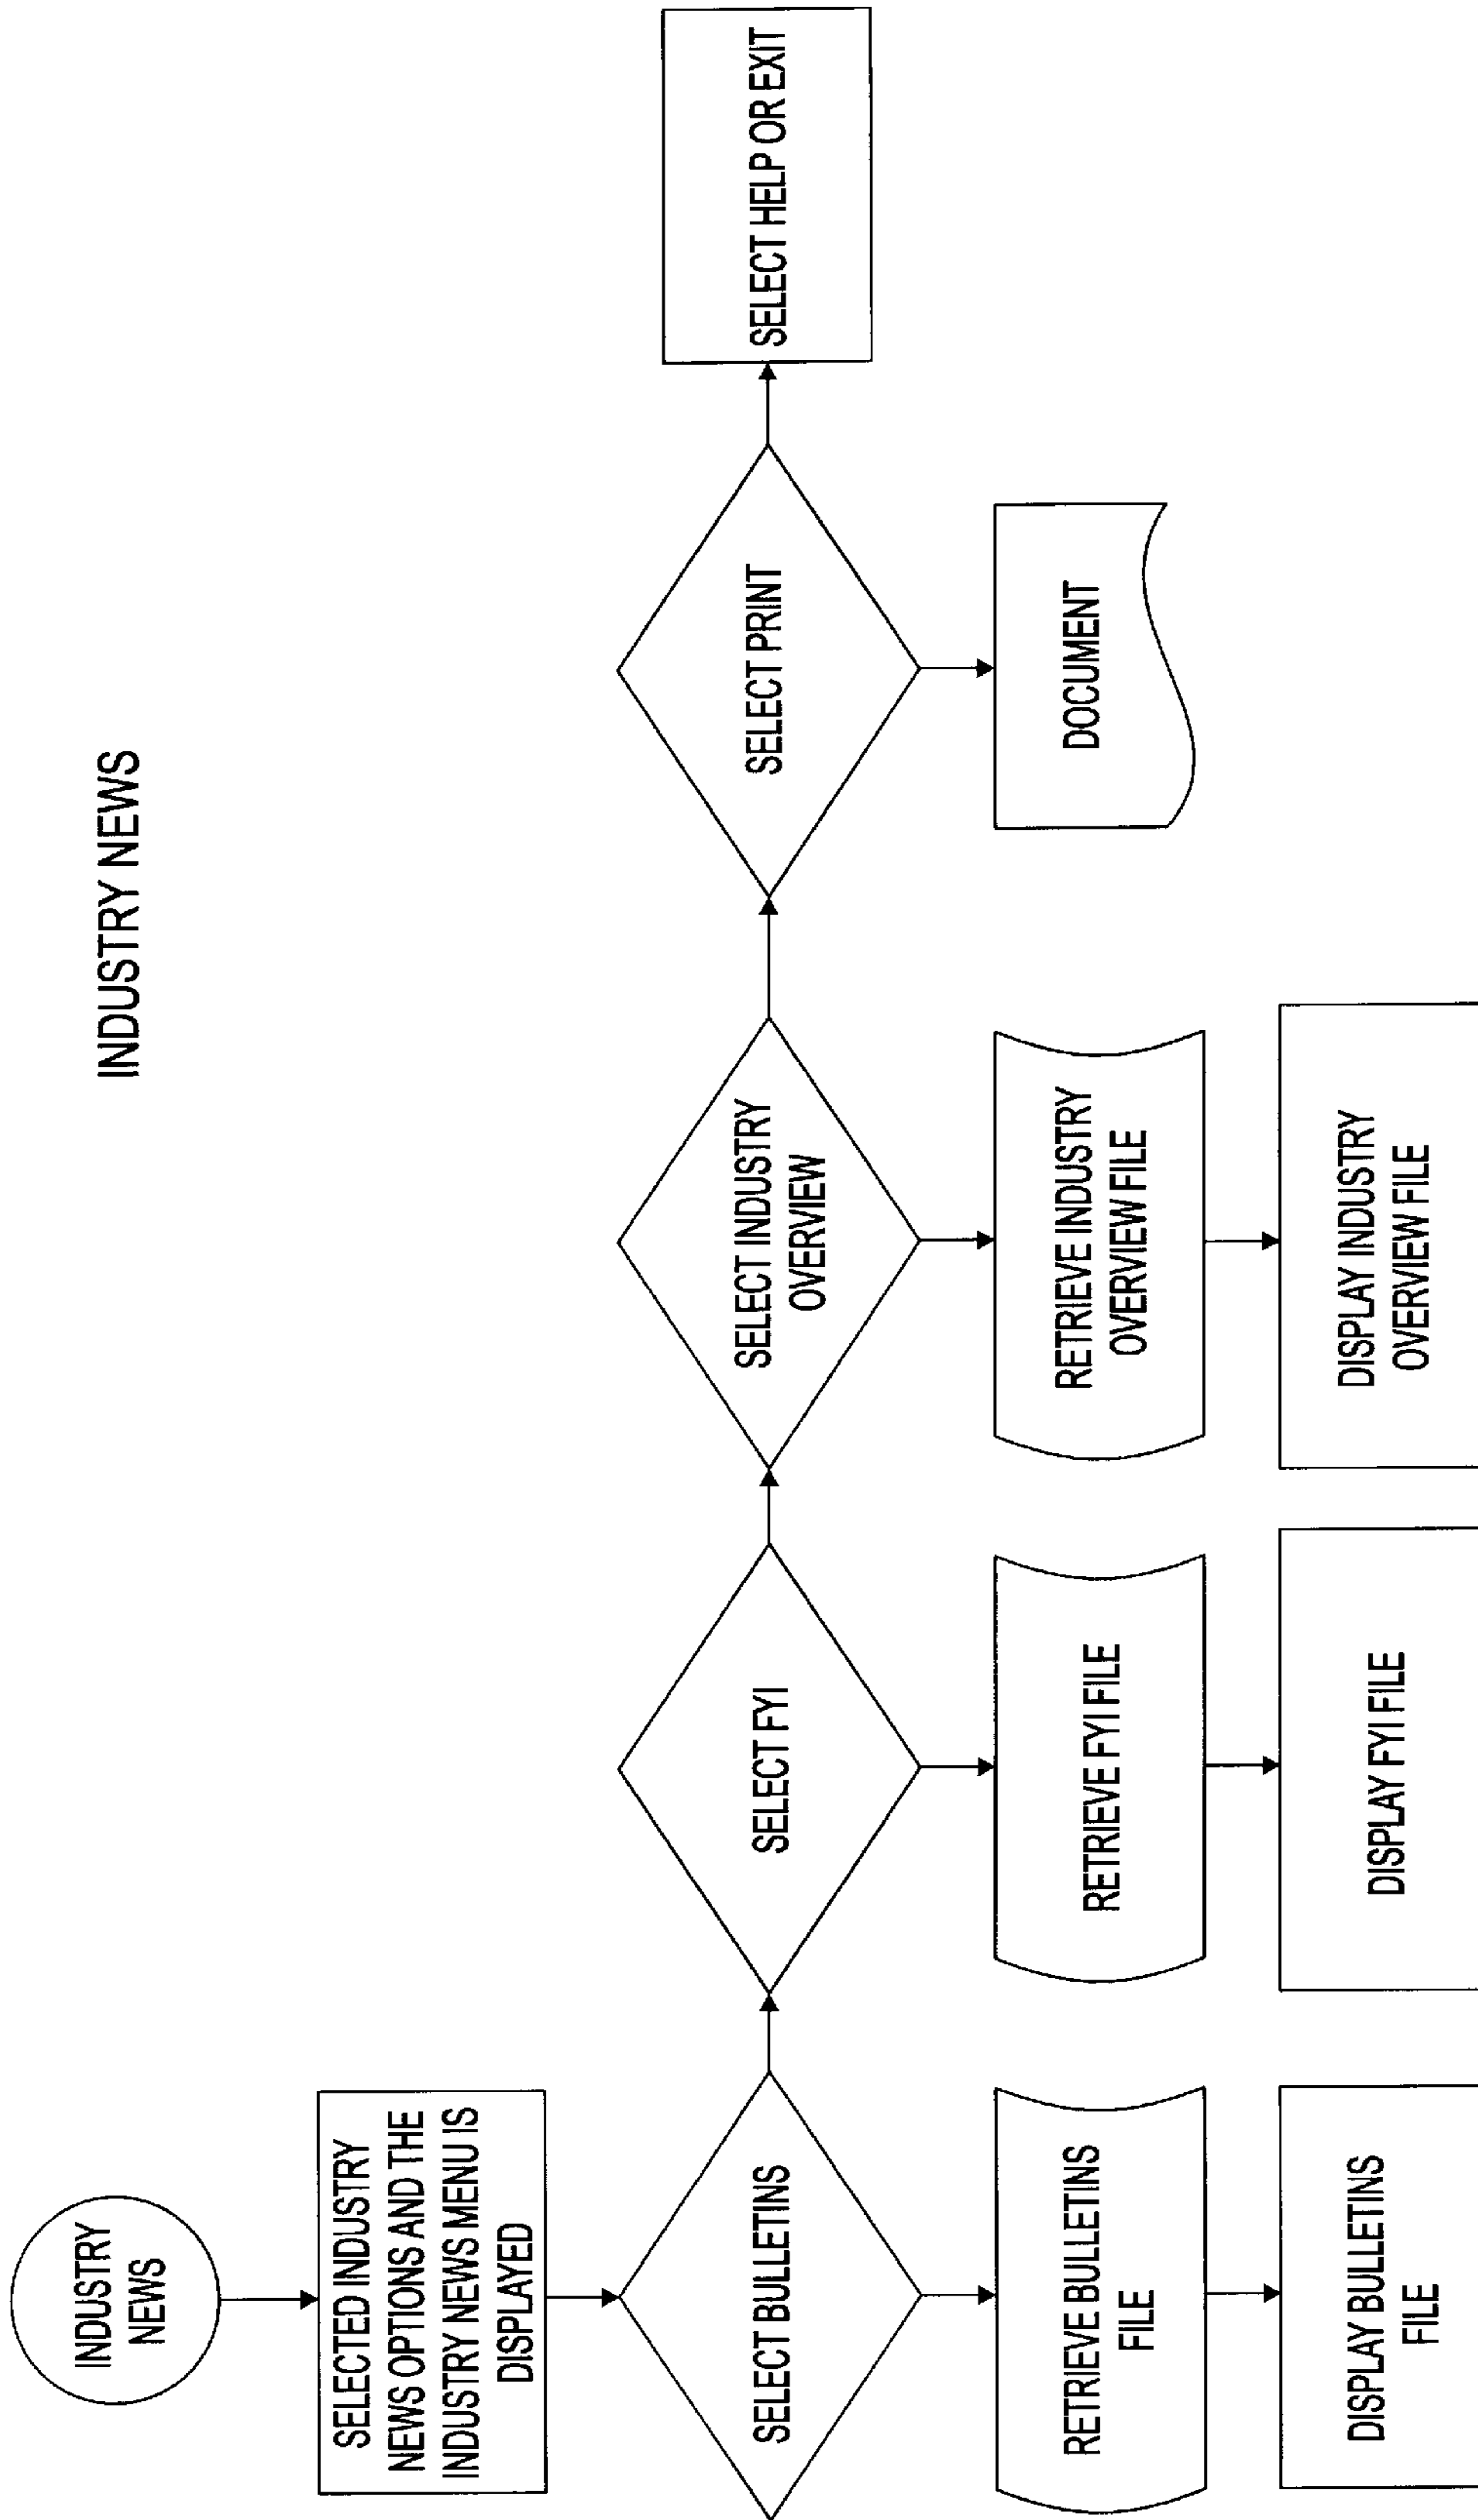 INDUSTRY NEWS
INDUSTRY
NEWS
SELECTED INDUSTRY
NEWS OPTIONS AND THE
INDUSTRY NEWS MENU IS
DISPLAYED
SELECT BULLETINS
SELECT FYI
SELECT INDUSTRY
OVERVIEW
SELECT PRINT
SELECT HELP OR EXIT
RETRIEVE BULLETINS
FILE
RETRIEVE FYI FILE
RETRIEVE INDUSTRY
OVERVIEW FILE
DOCUMENT
DISPLAY BULLETINS
FILE
DISPLAY FYI FILE
DISPLAY INDUSTRY
OVERVIEW FILE